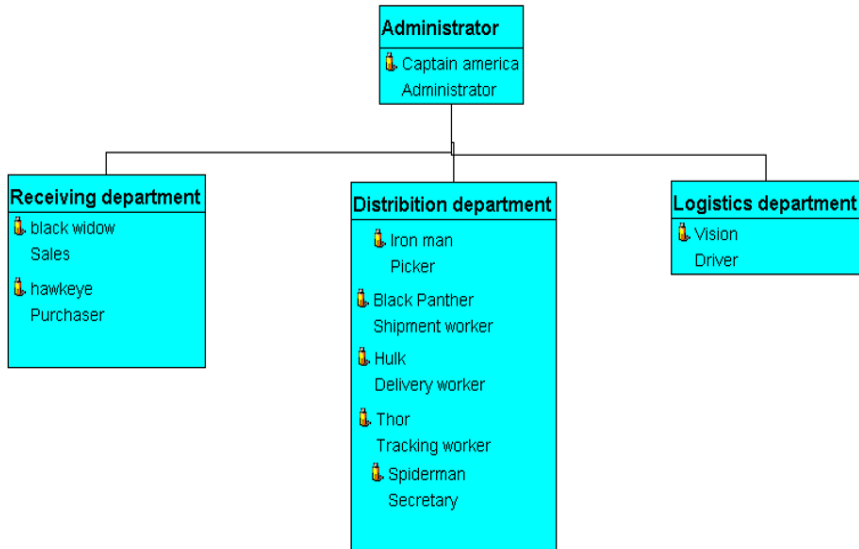 Administrator
Captain america
Administrator
Receiving department
black widow
Sales
hawkeye
Purchaser
Distribition department
Iron man
Picker
Black Panther
Shipment worker
Hulk
Delivery worker
Thor
Tracking worker
Spiderman
Secretary
Logistics department
Vision
Driver